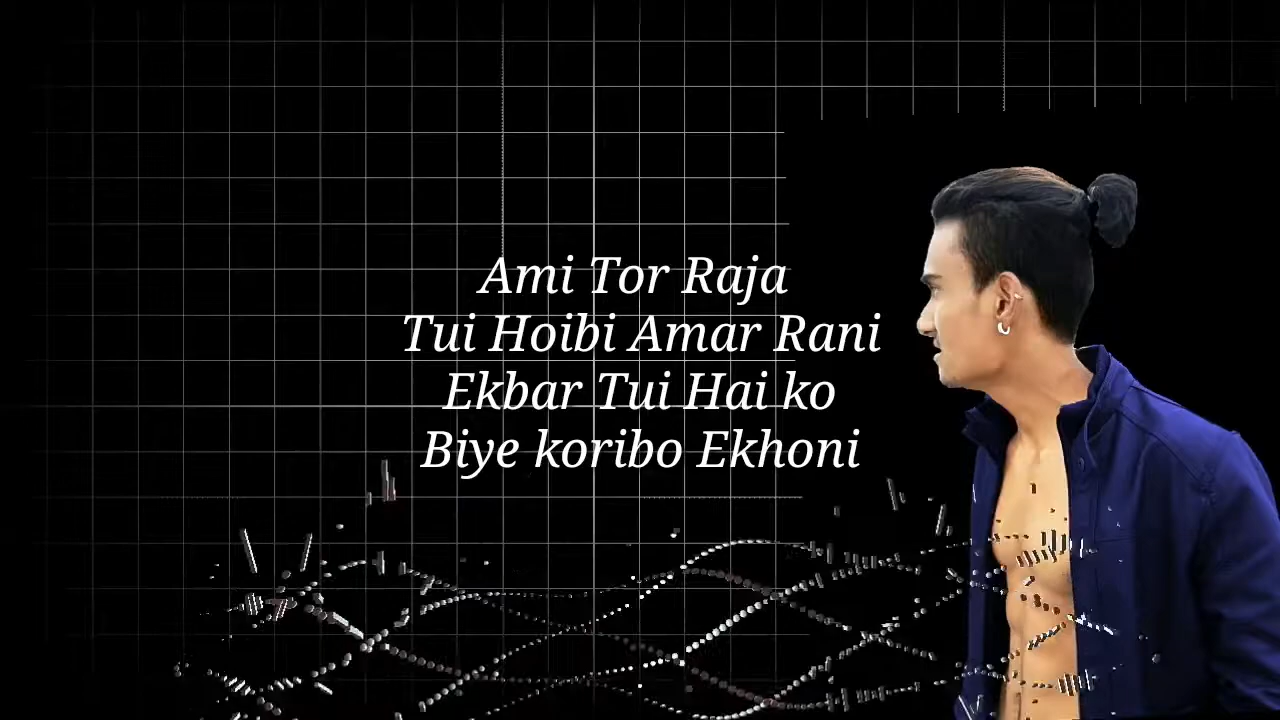 Ami Tor Raja
Tui Hoibi Amar Rani
Ekbar Tui Hai ko
Biye koribo Ekhoni